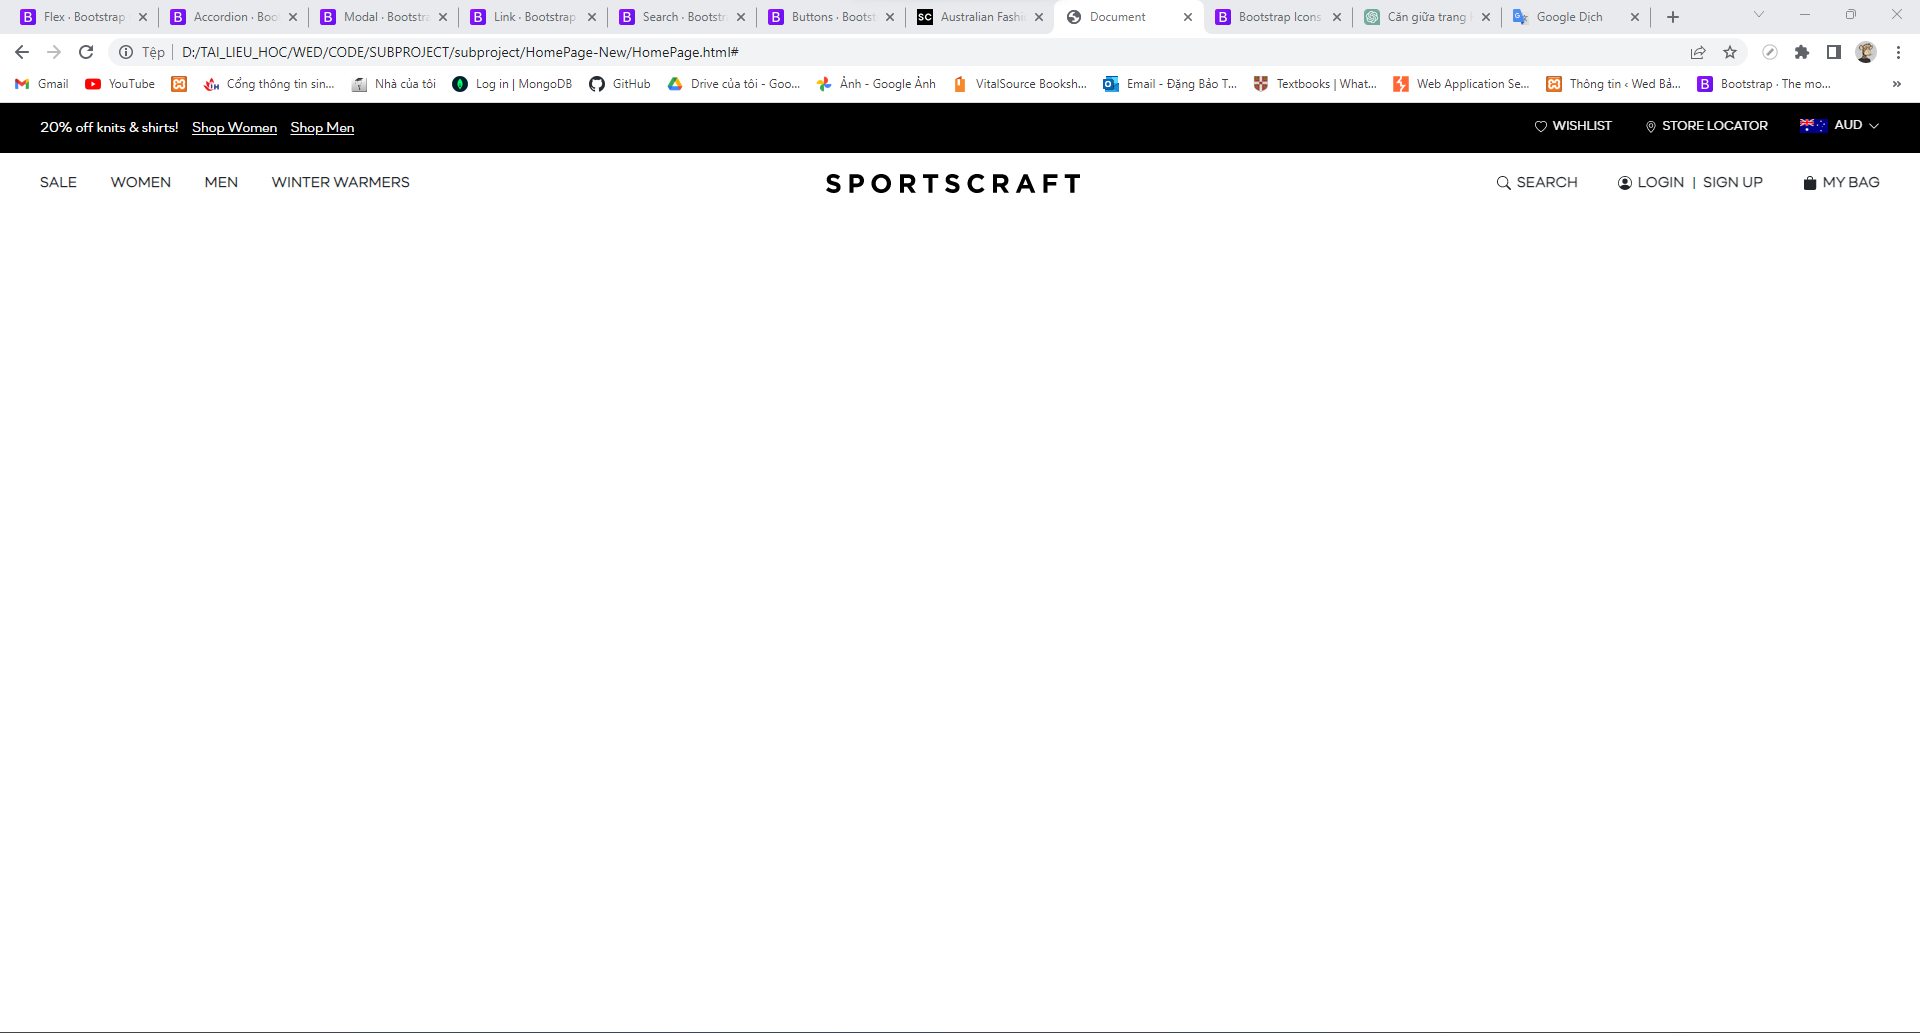 Flex · Bootstrap
Accordion · Boo
Modal · Bootstra
Link · Bootstrap
Search · Bootstr
Buttons · Bootst
SC Australian Fashi
Document
Bootstrap Icons
Căn giữa trang
Google Dịch
Tệp D:/TAI_LIEU_HOC/WED/CODE/SUBPROJECT/subproject/HomePage-New/HomePage.html#
Gmail
YouTube
Cổng thông tin sin...
Nhà của tôi
Log in | MongoDB
GitHub
Drive của tôi - Goo...
Ảnh - Google Ảnh
VitalSource Booksh...
Email - Đặng Bảo T...
Textbooks | What...
Web Application Se...
Thông tin ‹ Wed Bả...
Bootstrap · The mo...
20% off knits & shirts! Shop Women Shop Men
WISHLIST
STORE LOCATOR
AUD
SALE WOMEN MEN WINTER WARMERS
SPORTSCRAFT
SEARCH
LOGIN | SIGN UP
MY BAG